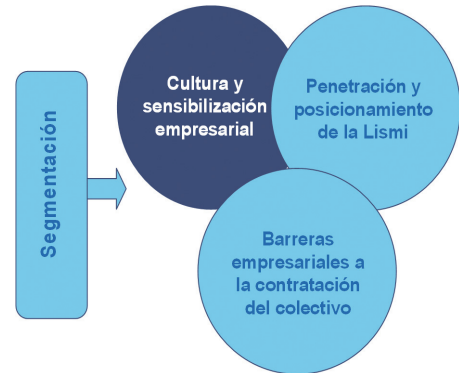 Segmentación
Cultura y
sensibilización
empresarial
Penetración y
posicionamiento
de la Lismi
Barreras
empresariales a
la contratación
del colectivo